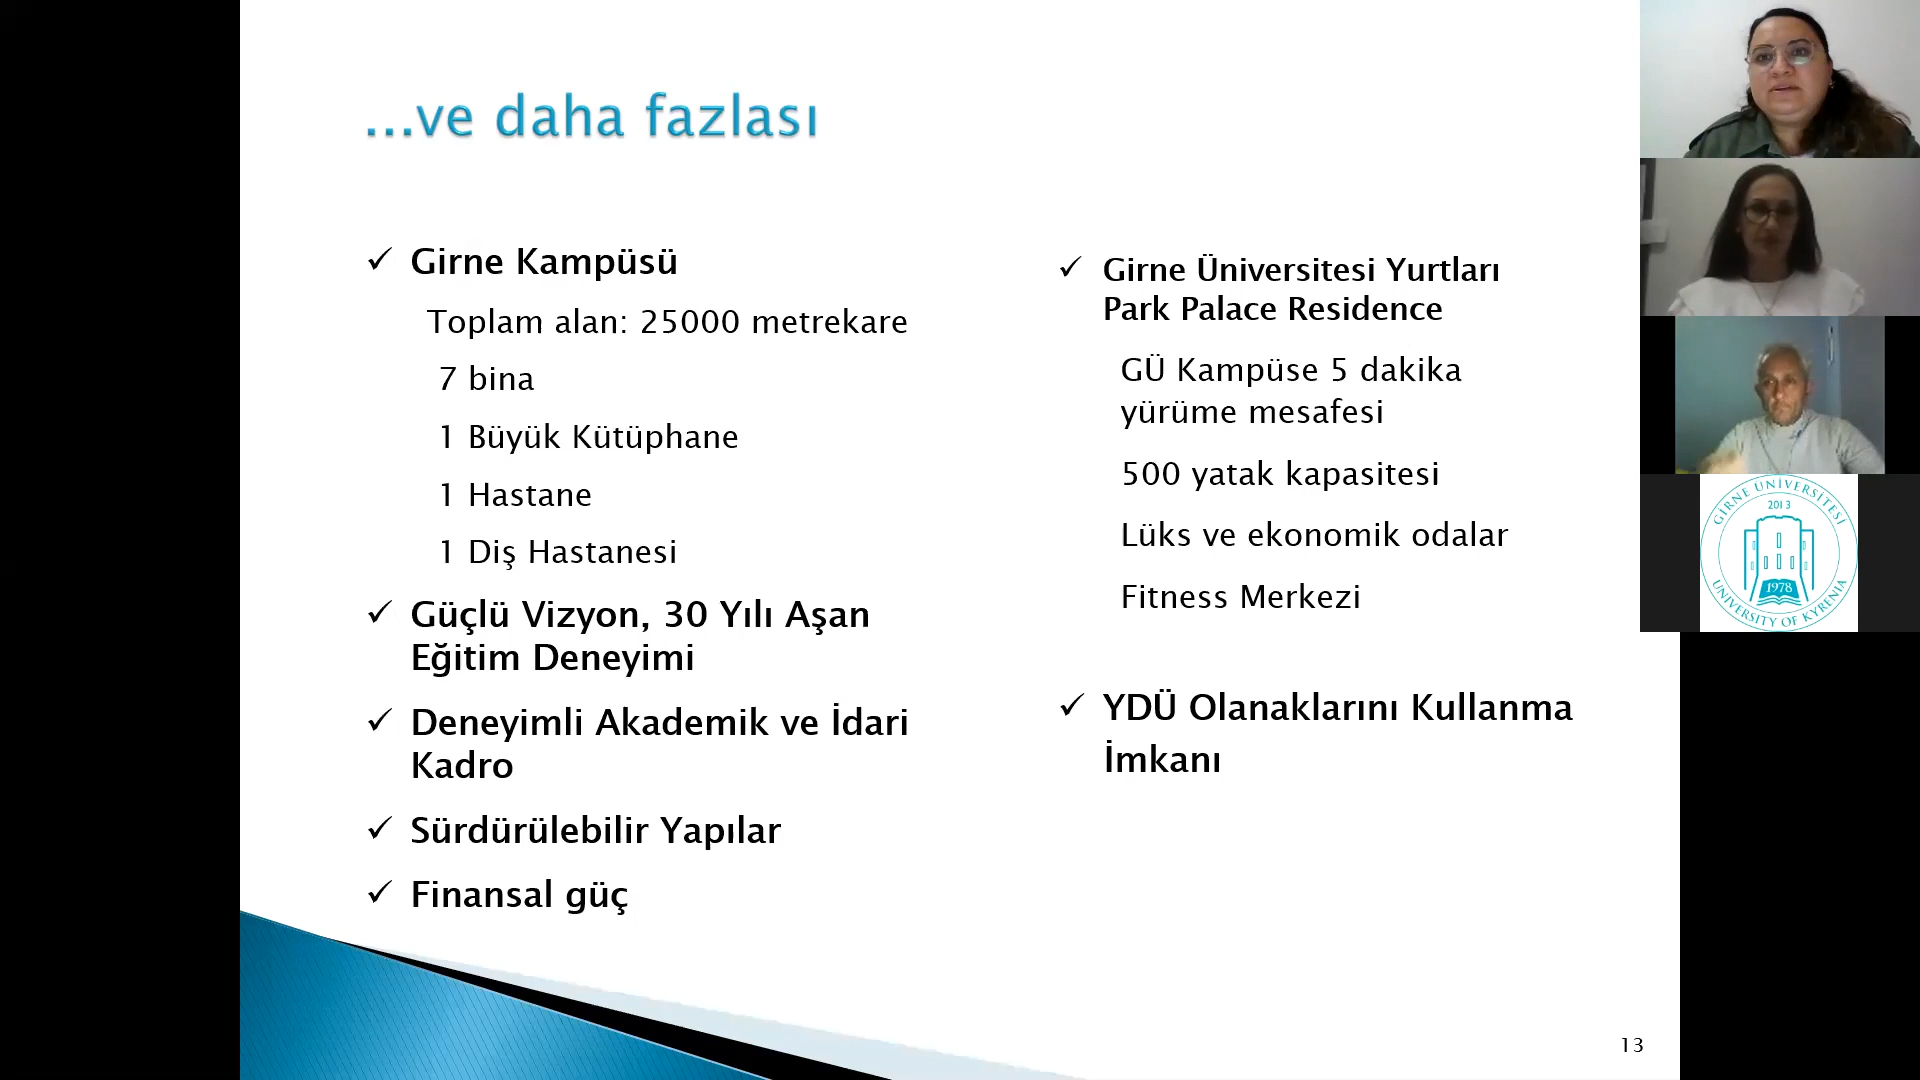 ...ve daha fazlası
✓ Girne Kampüsü
Toplam alan: 25000 metrekare
7 bina
1 Büyük Kütüphane
1 Hastane
1 Diş Hastanesi
✓ Güçlü Vizyon, 30 Yılı Aşan
Eğitim Deneyimi
✓ Deneyimli Akademik ve İdari
Kadro
✓ Sürdürülebilir Yapılar
✓ Finansal güç
✓ Girne Üniversitesi Yurtları
Park Palace Residence
GÜ Kampüse 5 dakika
yürüme mesafesi
500 yatak kapasitesi
Lüks ve ekonomik odalar
Fitness Merkezi
✓ YDÜ Olanaklarını Kullanma
İmkanı
13
GİRNE ÜNİVERSİTESİ
2013
1978
UNIVERSITY OF KYRENIA